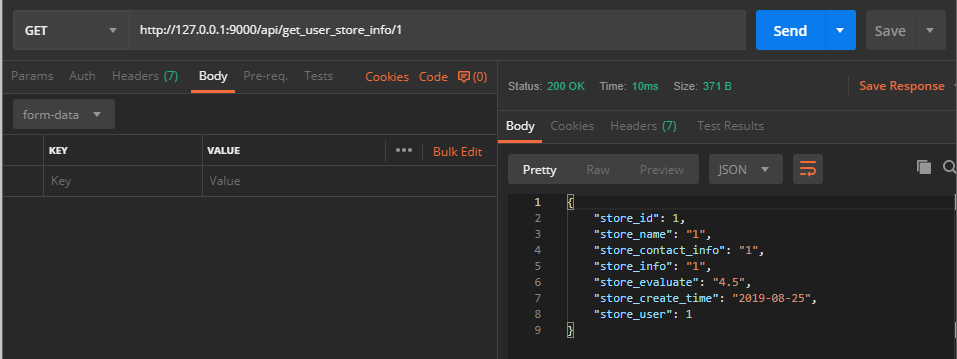 GET http://127.0.0.1:9000/api/get_user_store_info/1 Send Save
Params Auth Headers (7) Body Pre-req. Tests Cookies Code (0)
form-data
KEY VALUE ••• Bulk Edit
Key Value
Status: 200 OK Time: 10ms Size: 371 B Save Response
Body Cookies Headers (7) Test Results
Pretty Raw Preview JSON
1 {
2 "store_id": 1,
3 "store_name": "1",
4 "store_contact_info": "1",
5 "store_info": "1",
6 "store_evaluate": "4.5",
7 "store_create_time": "2019-08-25",
8 "store_user": 1
9 }